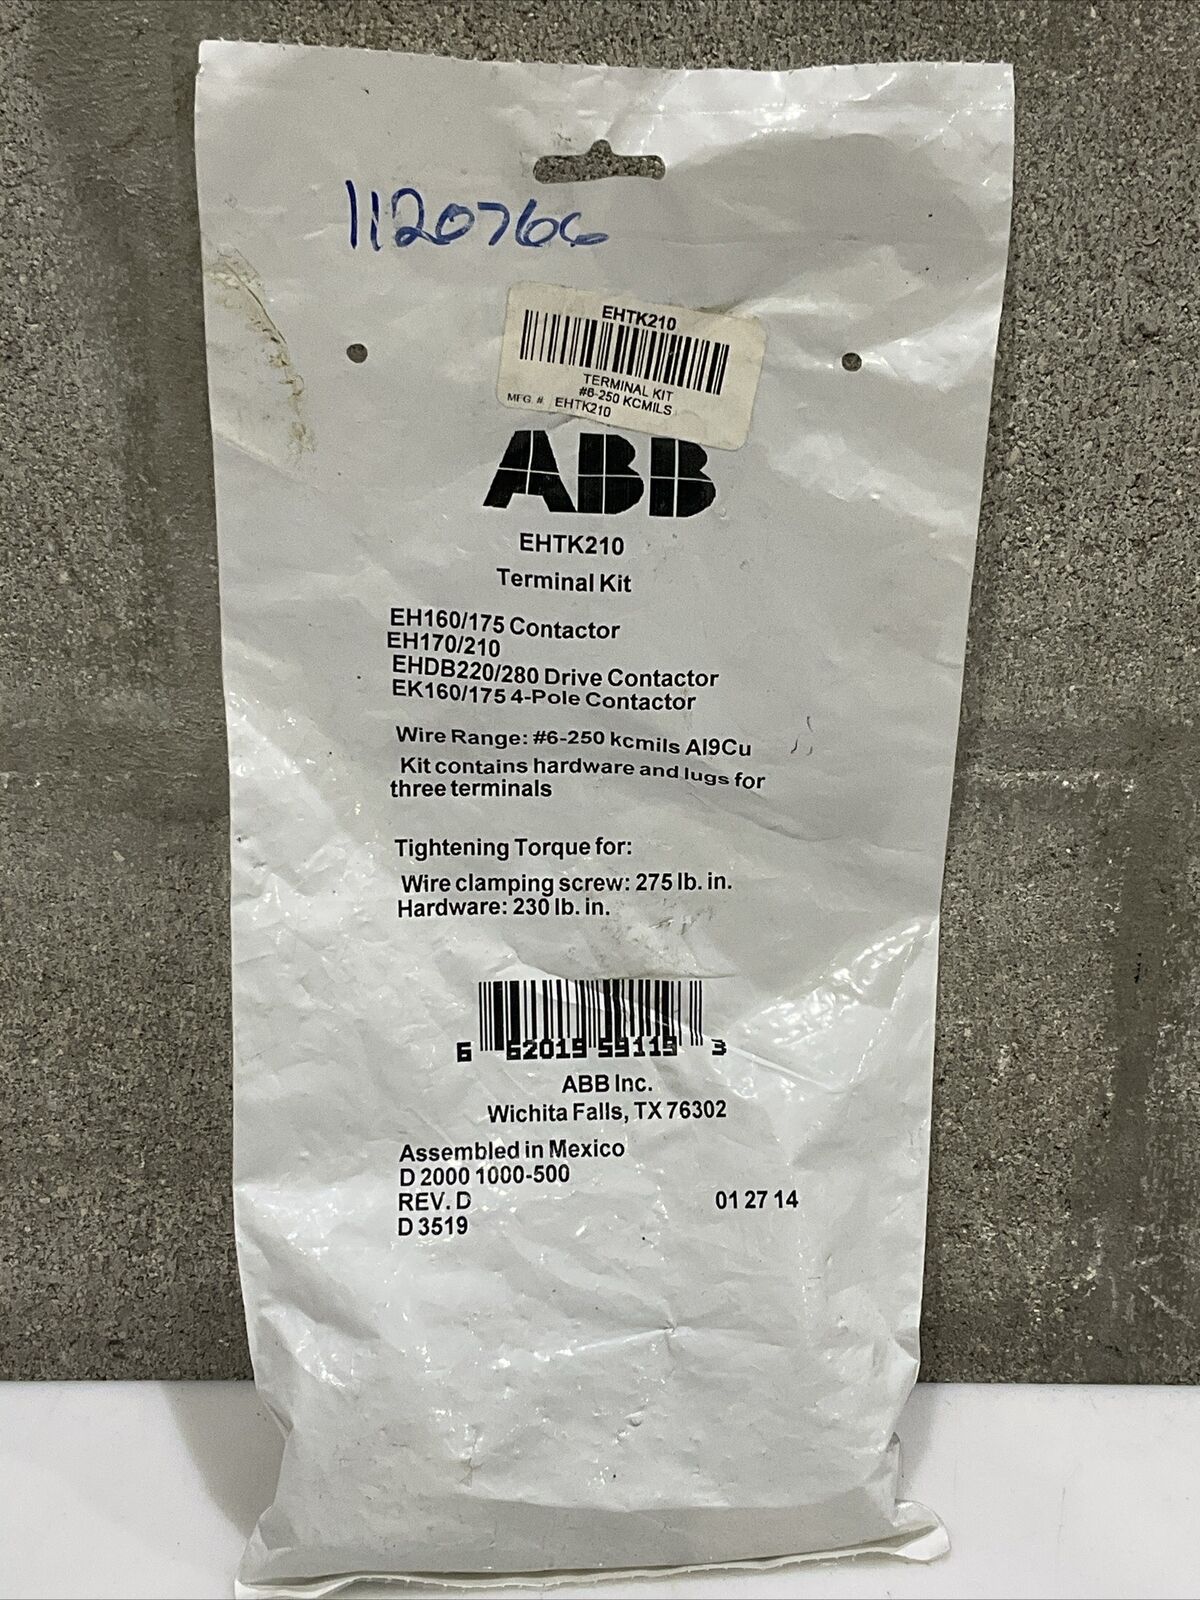 1120766
EHTK210
TERMINAL KIT
#6-250 KCMILS
MFG. # EHTK210
ABB
EHTK210
Terminal Kit
EH160/175 Contactor
EH170/210
EHDB220/280 Drive Contactor
EK160/175 4-Pole Contactor
Wire Range: #6-250 kcmils Al9Cu
Kit contains hardware and lugs for
three terminals
Tightening Torque for:
Wire clamping screw: 275 lb. in.
Hardware: 230 lb. in.
6 62019 59119 3
ABB Inc.
Wichita Falls, TX 76302
Assembled in Mexico
D 2000 1000-500
REV. D 01 27 14
D 3519